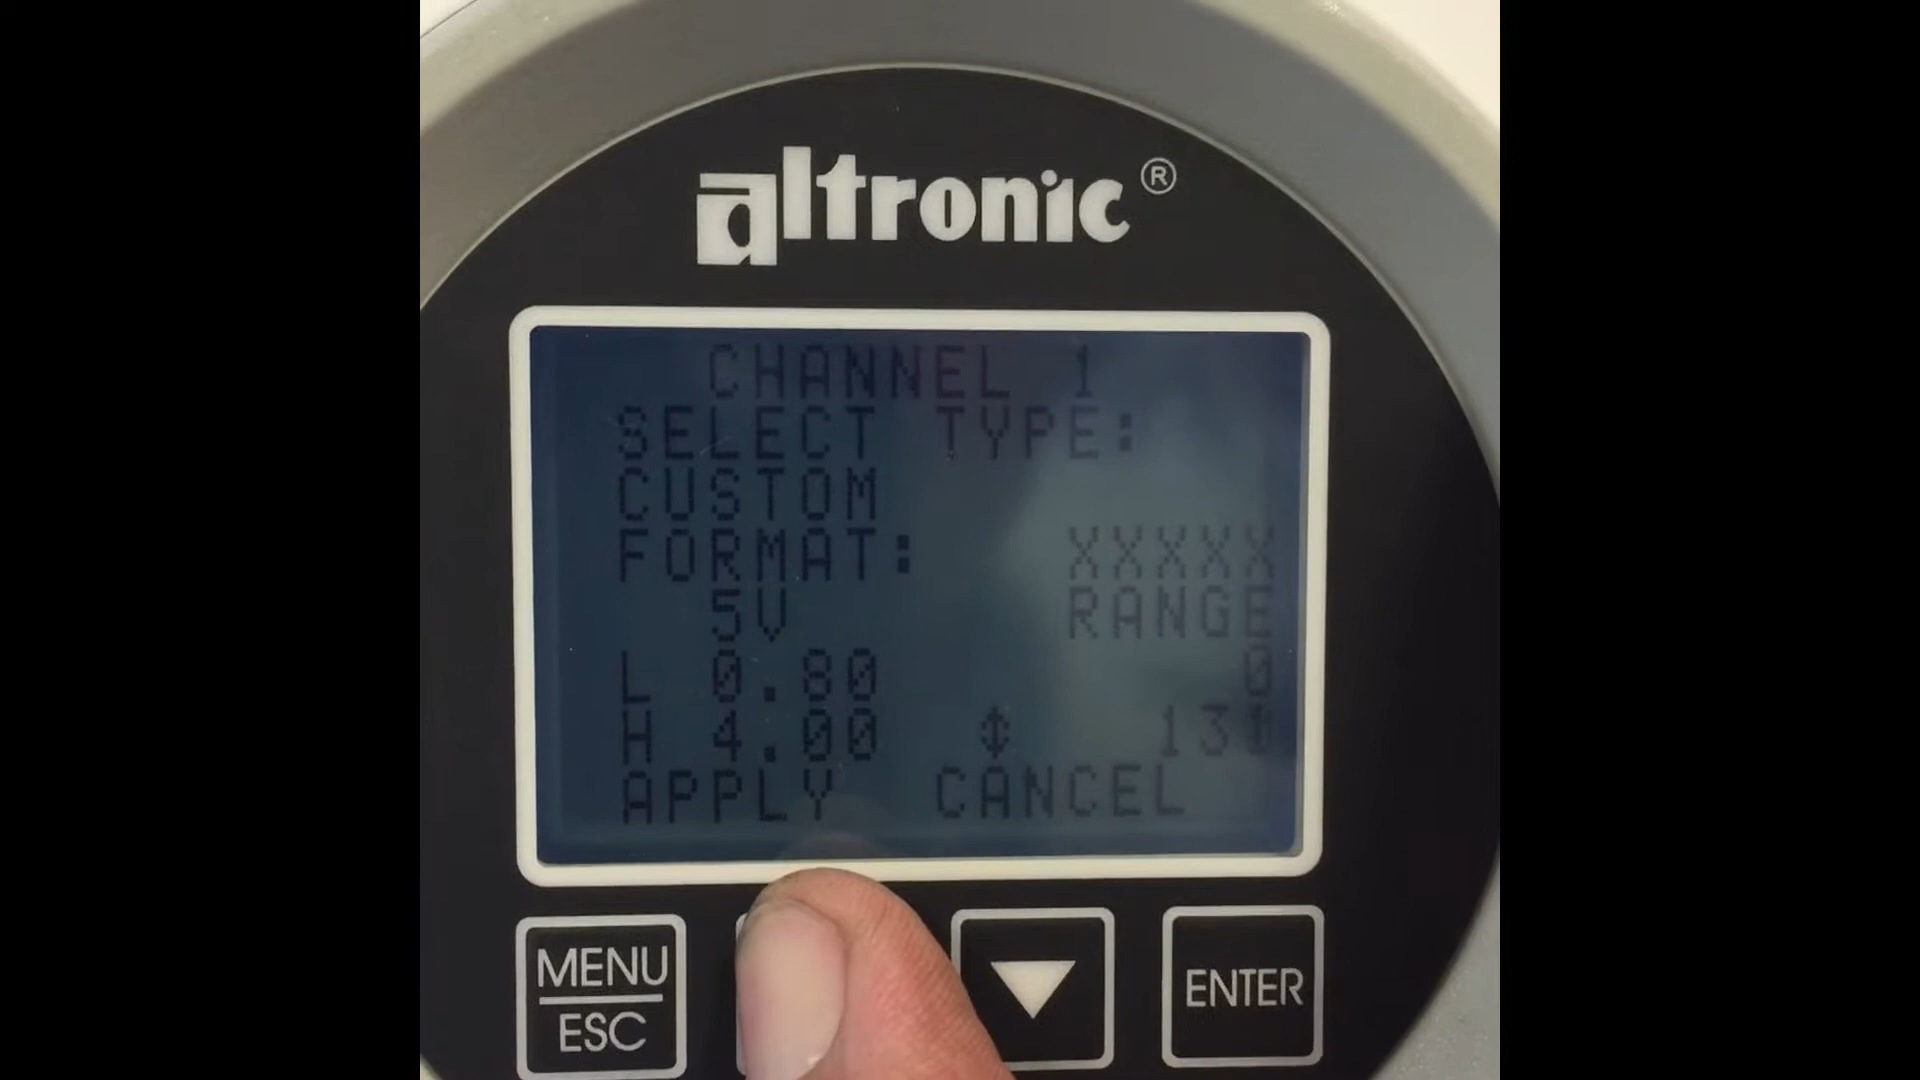 altronic®
CHANNEL 1
SELECT TYPE:
CUSTOM
FORMAT: XXXXX
5V RANGE
L 0.80 0
H 4.00
APPLY CANCEL
MENU
ESC
ENTER